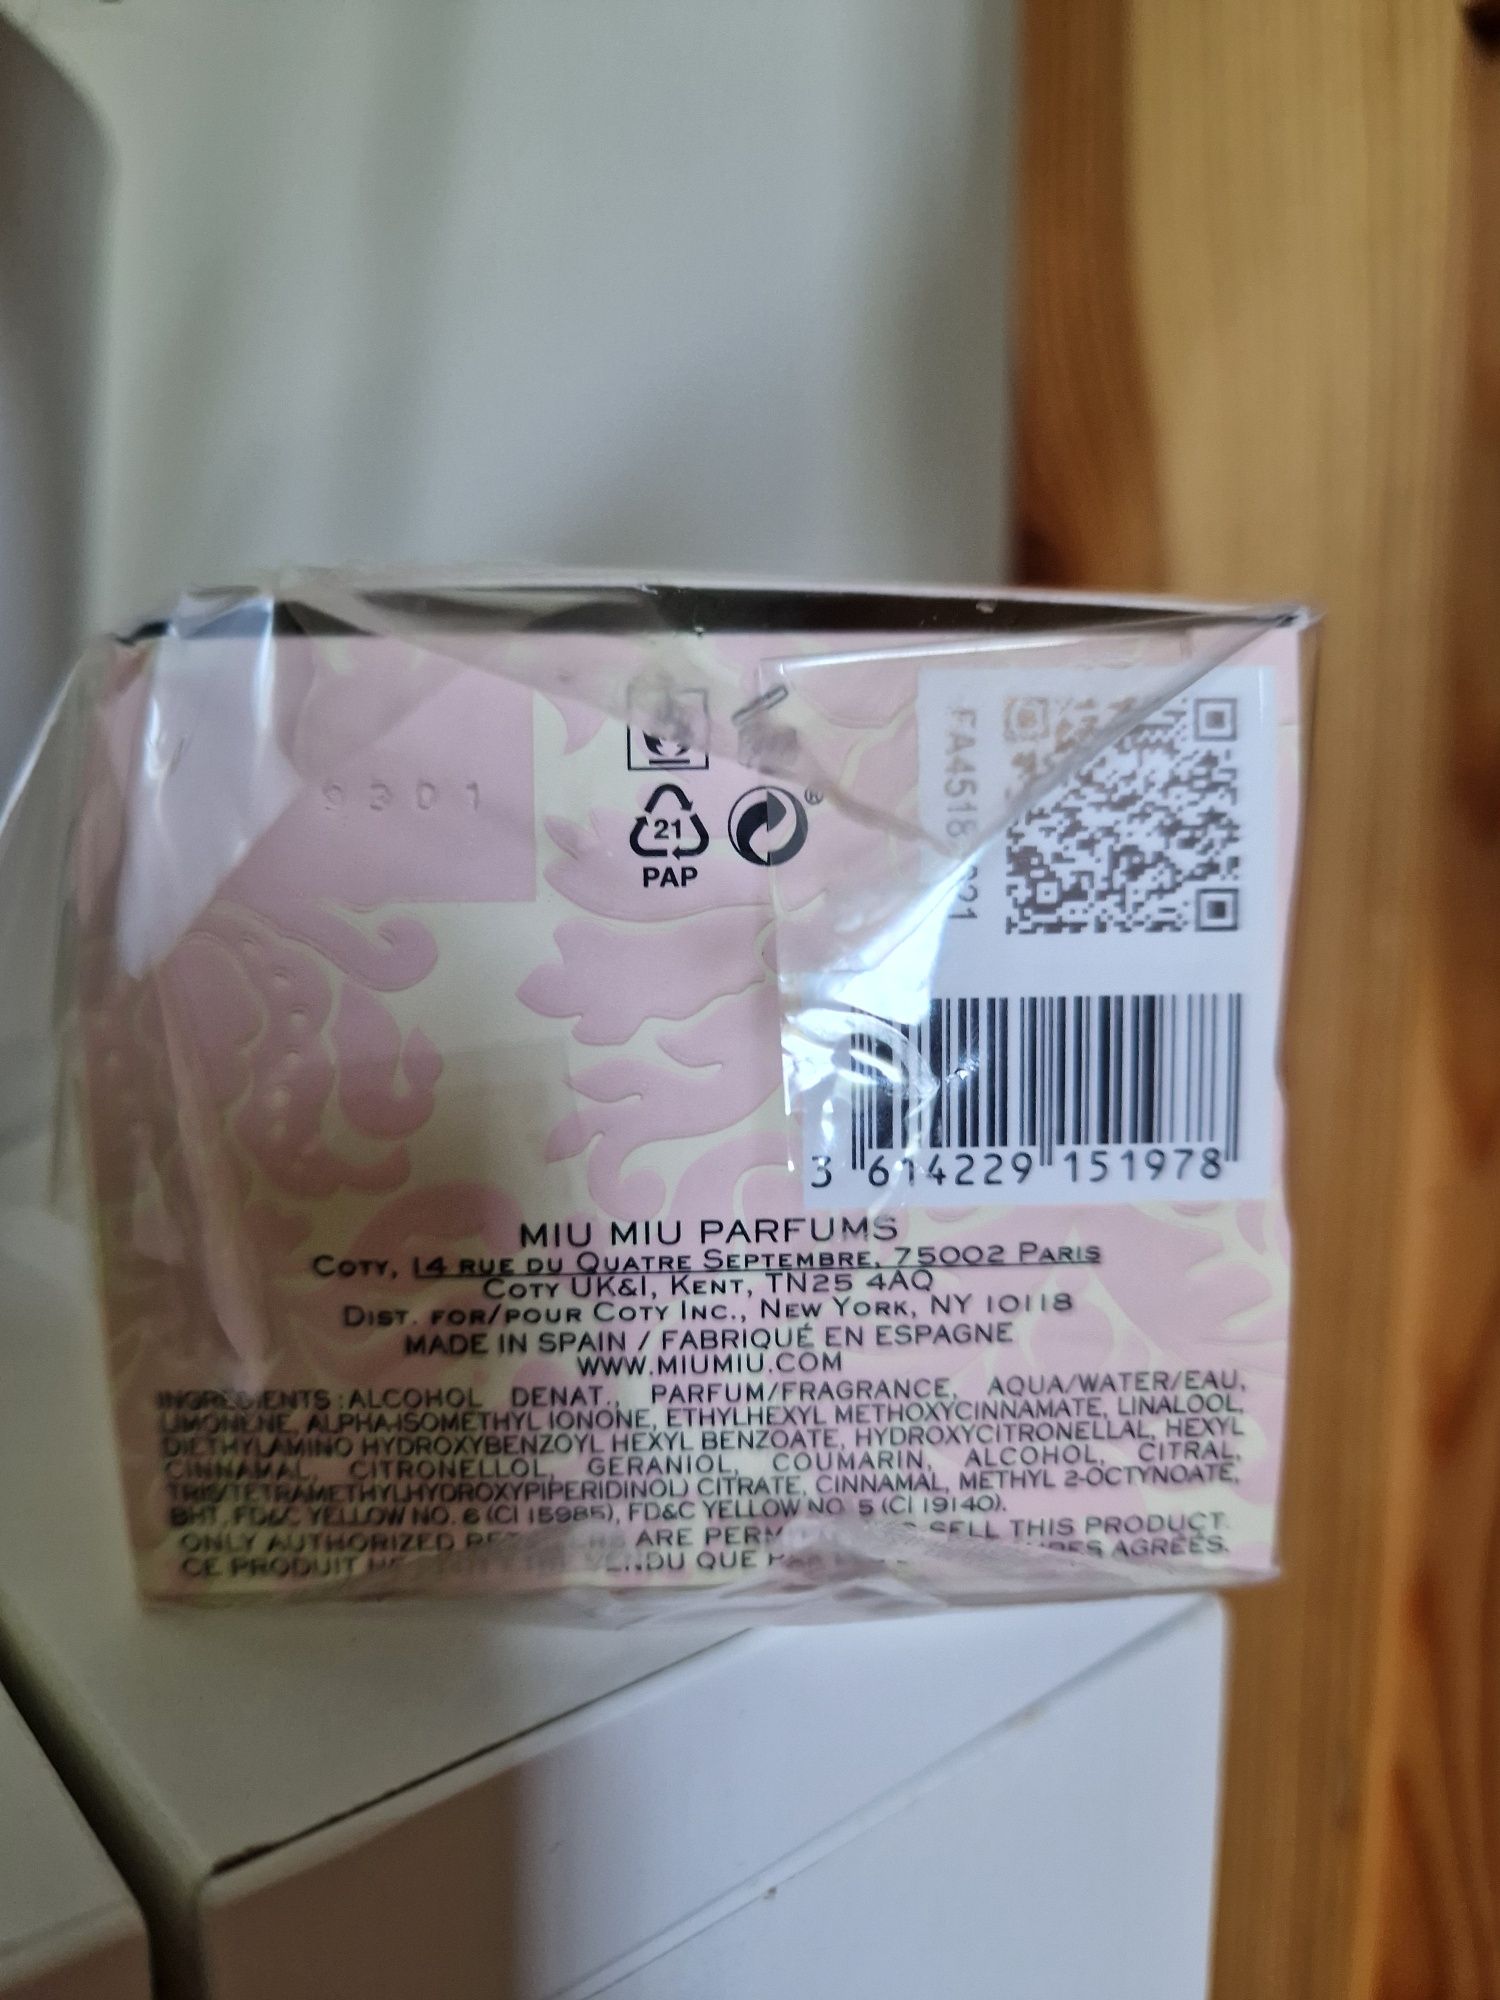 9301
21
PAP
®
3 614229 151978
MIU MIU PARFUMS
COTY, 14 RUE DU QUATRE SEPTEMBRE, 75002 PARIS
COTY UK&I, KENT, TN25 4AQ
DIST. FOR/POUR COTY INC., NEW YORK, NY 10118
MADE IN SPAIN / FABRIQUÉ EN ESPAGNE
WWW.MIUMIU.COM
INGREDIENTS : ALCOHOL DENAT., PARFUM/FRAGRANCE, AQUA/WATER/EAU,
LIMONENE, ALPHA-ISOMETHYL IONONE, ETHYLHEXYL METHOXYCINNAMATE, LINALOOL,
DIETHYLAMINO HYDROXYBENZOYL HEXYL BENZOATE, HYDROXYCITRONELLAL, HEXYL
CINNAMAL, CITRONELLOL, GERANIOL, COUMARIN, ALCOHOL, CITRAL,
TRIS(TETRAMETHYLHYDROXYPIPERIDINOL) CITRATE, CINNAMAL, METHYL 2-OCTYNOATE,
BHT, FD&C YELLOW NO. 6 (CI 15985), FD&C YELLOW NO. 5 (CI 19140).
ONLY AUTHORIZED ARE SELL THIS PRODUCT.
CE PRODUIT VENDU QUE AGRÉÉS.